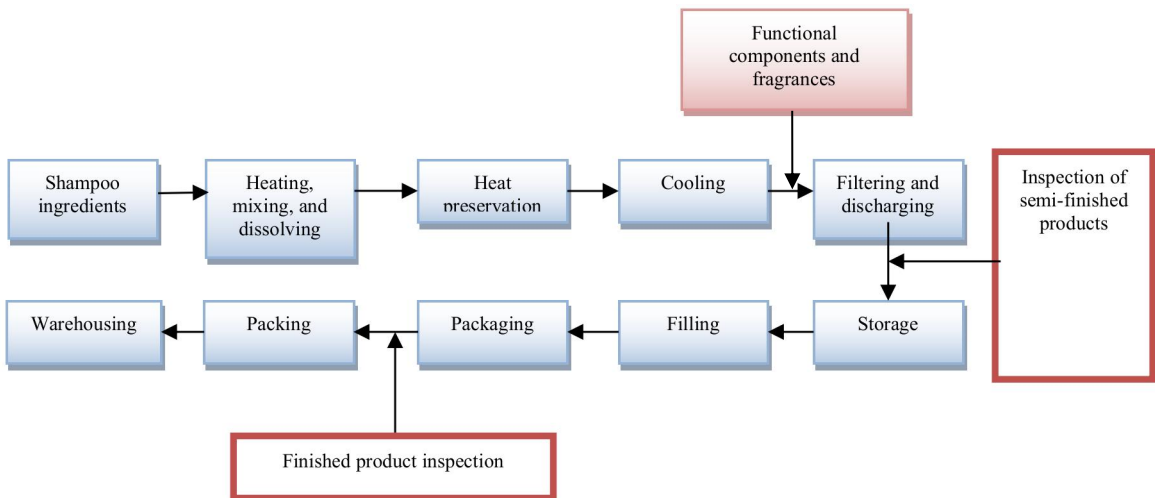 Functional
components and
fragrances
Shampoo
ingredients
Heating,
mixing, and
dissolving
Heat
preservation
Cooling
Filtering and
discharging
Inspection of
semi-finished
products
Warehousing
Packing
Packaging
Filling
Storage
Finished product inspection